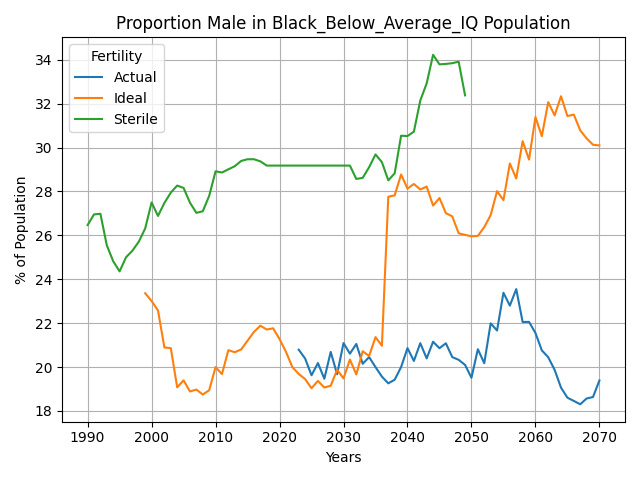 Proportion Male in Black_Below_Average_IQ Population
% of Population
34
32
30
28
26
24
22
20
18
Fertility
Actual
Ideal
Sterile
1990 2000 2010 2020 2030 2040 2050 2060 2070
Years